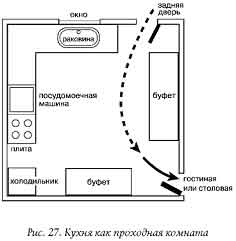 задняя
дверь
окно
раковина
посудомоечная
машина
буфет
плита
гостиная
или столовая
холодильник
буфет
Рис. 27. Кухня как проходная комната